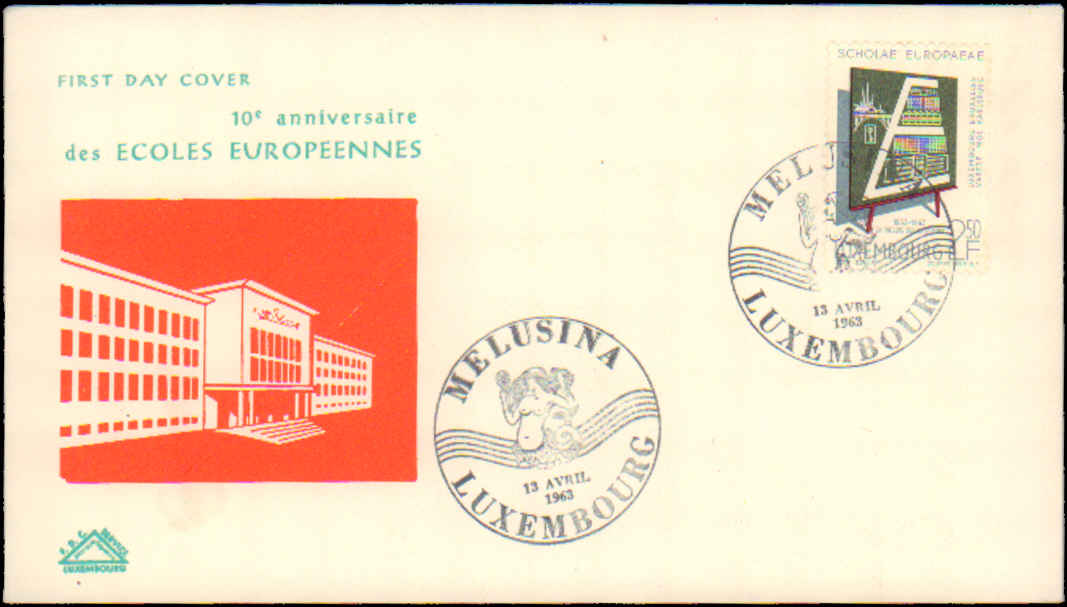 FIRST DAY COVER
10e anniversaire
des ECOLES EUROPEENNES
SCHOLAE EUROPAEAE
LUXEMBOURG 2.50 F
MELUSINA
13 AVRIL
1963
LUXEMBOURG
MELUSINA
13 AVRIL
1963
LUXEMBOURG
F. D. C. SERVICE
LUXEMBOURG